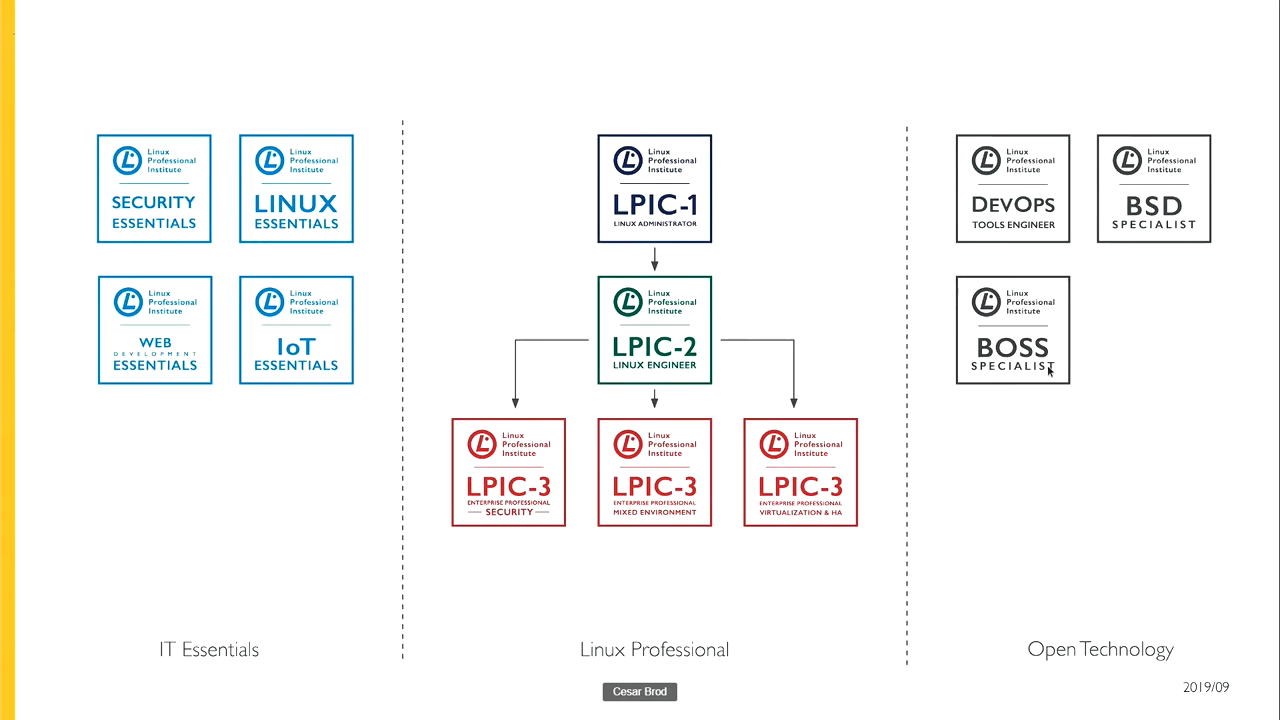 Linux
Professional
Institute
SECURITY
ESSENTIALS
Linux
Professional
Institute
LINUX
ESSENTIALS
Linux
Professional
Institute
WEB
DEVELOPMENT
ESSENTIALS
Linux
Professional
Institute
IoT
ESSENTIALS
IT Essentials
Linux
Professional
Institute
LPIC-1
LINUX ADMINISTRATOR
Linux
Professional
Institute
LPIC-2
LINUX ENGINEER
Linux
Professional
Institute
LPIC-3
ENTERPRISE PROFESSIONAL
SECURITY
Linux
Professional
Institute
LPIC-3
ENTERPRISE PROFESSIONAL
MIXED ENVIRONMENT
Linux
Professional
Institute
LPIC-3
ENTERPRISE PROFESSIONAL
VIRTUALIZATION & HA
Linux Professional
Linux
Professional
Institute
DEVOPS
TOOLS ENGINEER
Linux
Professional
Institute
BSD
SPECIALIST
Linux
Professional
Institute
BOSS
SPECIALIST
Open Technology
Cesar Brod
2019/09